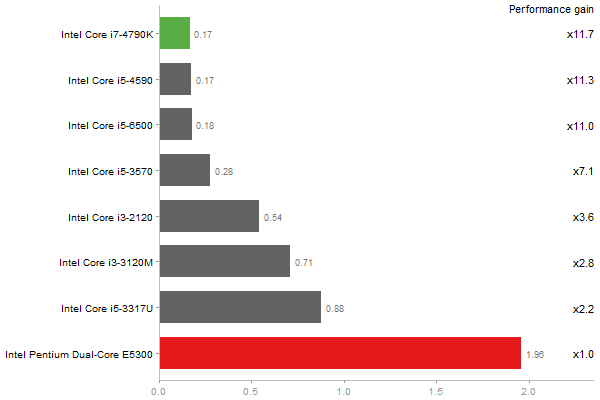 Performance gain
Intel Core i7-4790K 0.17 x11.7
Intel Core i5-4590 0.17 x11.3
Intel Core i5-6500 0.18 x11.0
Intel Core i5-3570 0.28 x7.1
Intel Core i3-2120 0.54 x3.6
Intel Core i3-3120M 0.71 x2.8
Intel Core i5-3317U 0.88 x2.2
Intel Pentium Dual-Core E5300 1.96 x1.0
0.0 0.5 1.0 1.5 2.0